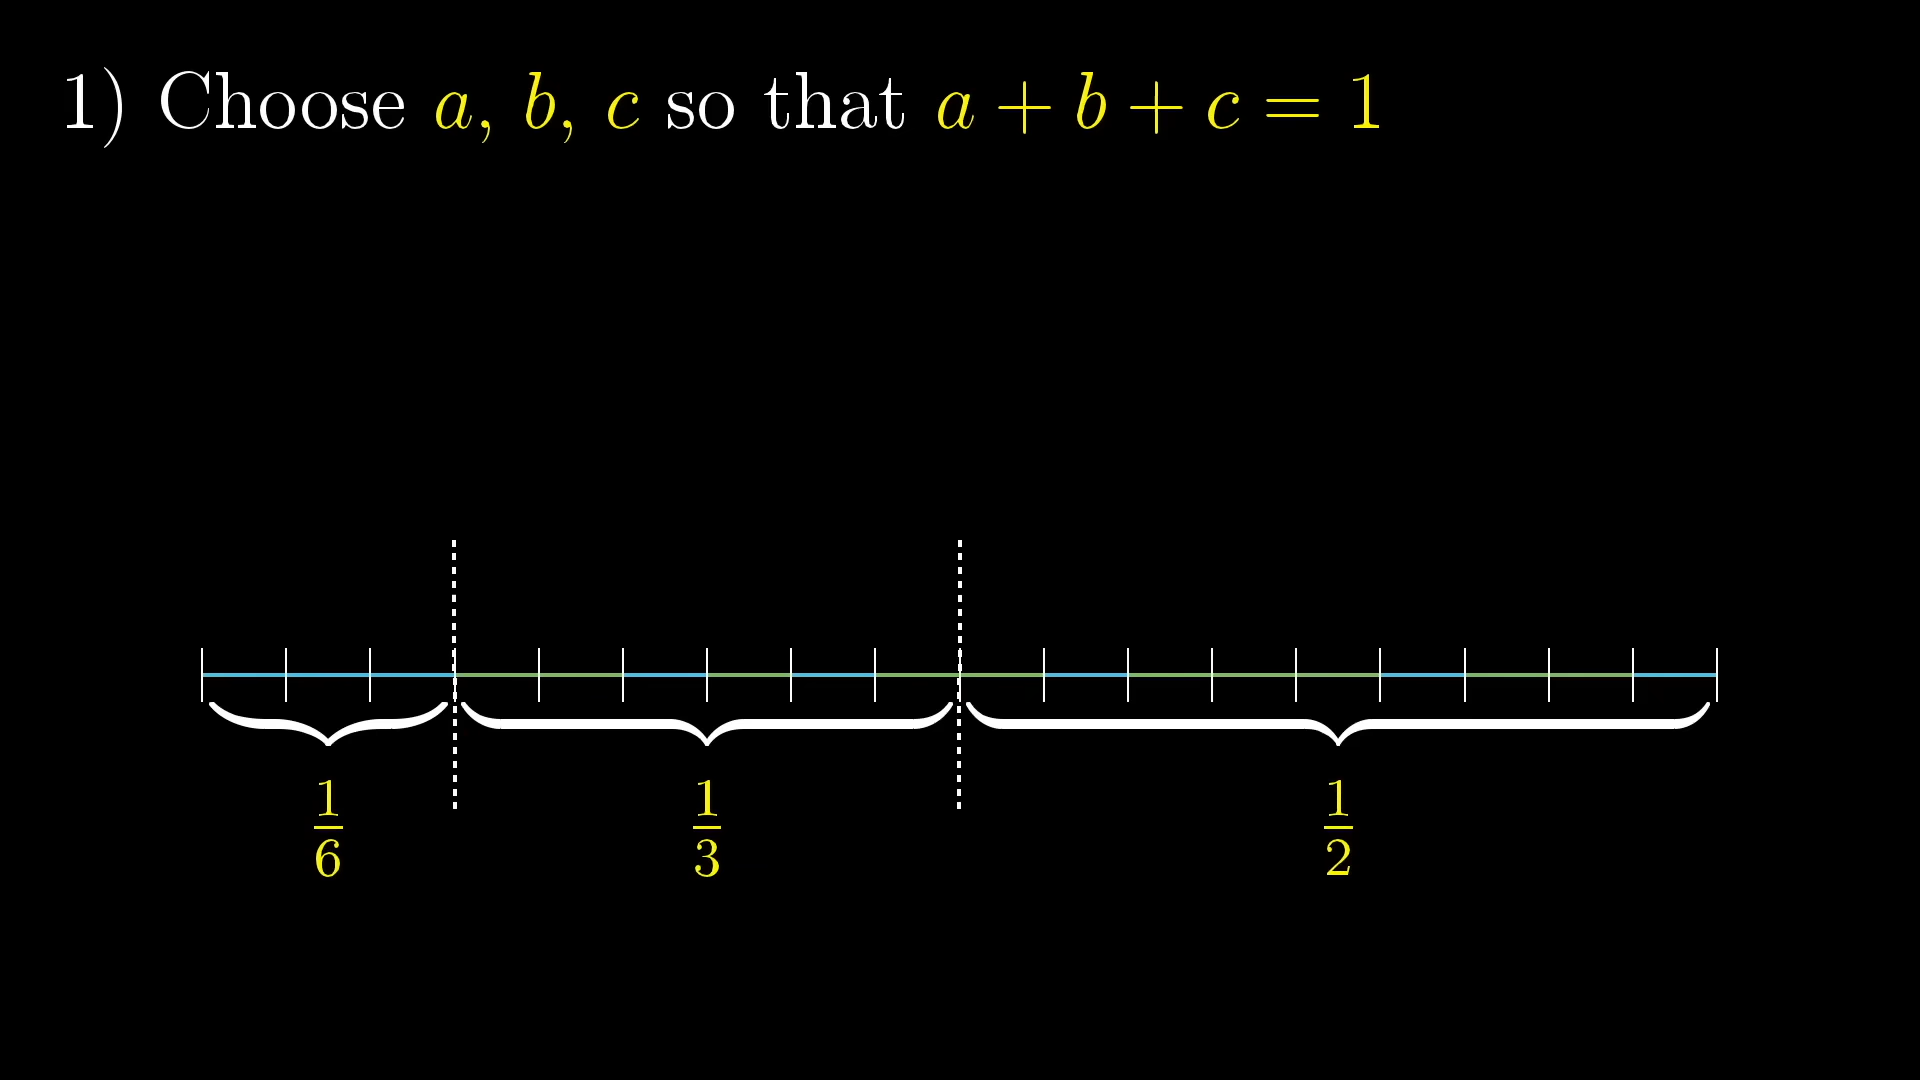 1) Choose a, b, c so that a + b + c = 1
1/6 1/3 1/2